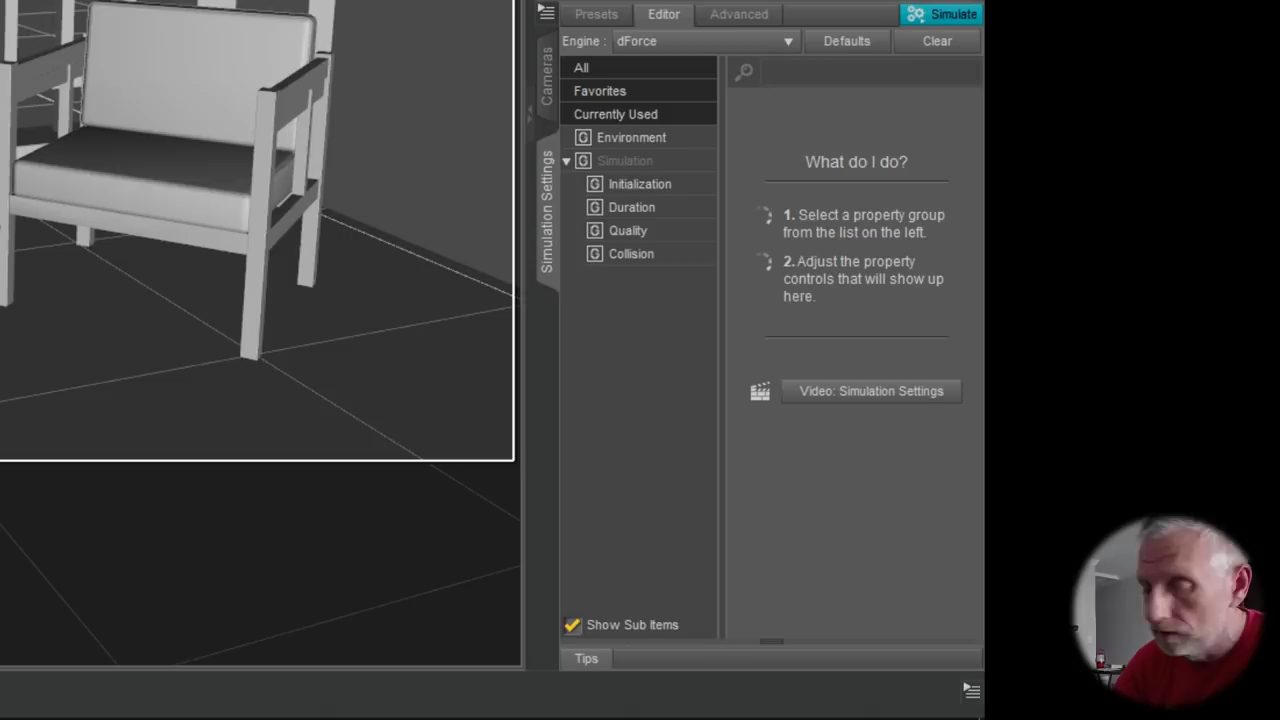 Presets Editor Advanced Simulate
Engine : dForce Defaults Clear
Cameras
Simulation Settings
All
Favorites
Currently Used
G Environment
G Simulation
G Initialization
G Duration
G Quality
G Collision
What do I do?
1. Select a property group
from the list on the left.
2. Adjust the property
controls that will show up
here.
Video: Simulation Settings
Show Sub Items
Tips